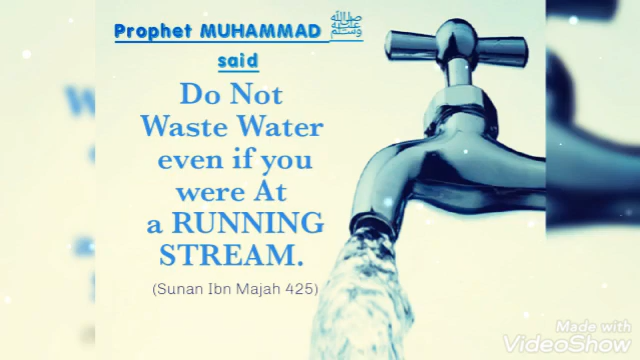 Prophet MUHAMMAD ﷺ
said
Do Not
Waste Water
even if you
were At
a RUNNING
STREAM.
(Sunan Ibn Majah 425)
Made with
VideoShow